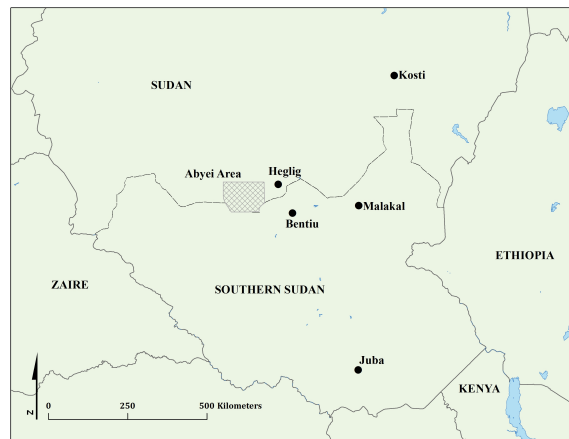 Kosti
SUDAN
Abyei Area
Heglig
Malakal
Bentiu
ETHIOPIA
ZAIRE
SOUTHERN SUDAN
Juba
KENYA
N
0 250 500 Kilometers